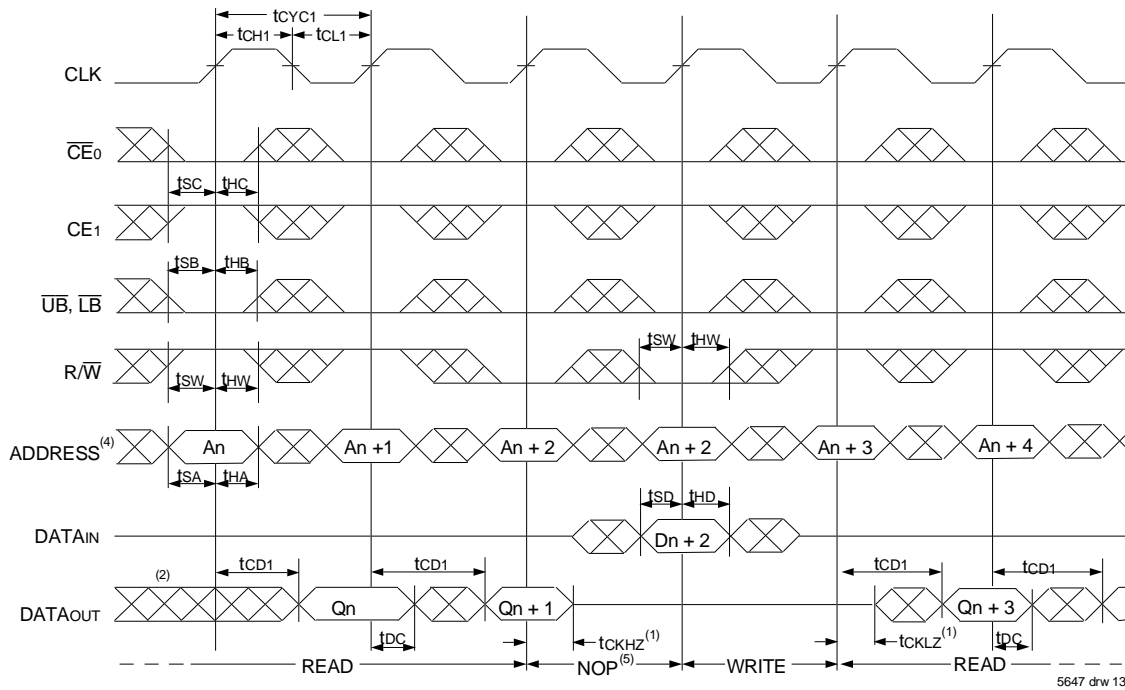 tCYC1
tCH1 tCL1
CLK
CE0
tSC tHC
CE1
tSB tHB
UB, LB
tSW tHW
R/W
tSW tHW
ADDRESS(4) An An +1 An + 2 An + 2 An + 3 An + 4
tSA tHA
tSD tHD
DATAIN Dn + 2
(2) tCD1 tCD1 tCD1 tCD1
DATAOUT Qn Qn + 1 Qn + 3
tDC tCKHZ(1) tCKLZ(1) tDC
READ NOP(5) WRITE READ
5647 drw 13